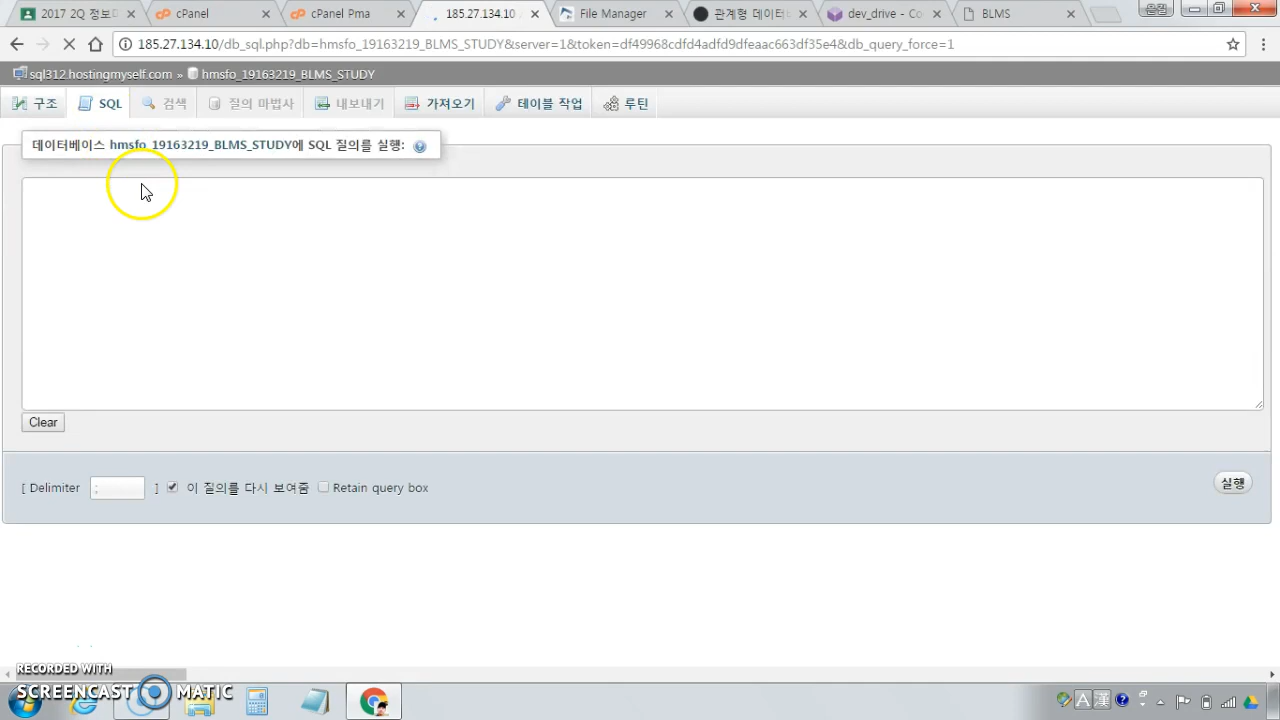 2017 2Q 정보
cPanel
cPanel Pma
185.27.134.10
File Manager
관계형 데이터
dev_drive - Co
BLMS
185.27.134.10/db_sql.php?db=hmsfo_19163219_BLMS_STUDY&server=1&token=df49968cdfd4adfd9dfeaac663df35e4&db_query_force=1
sql312.hostingmyself.com » hmsfo_19163219_BLMS_STUDY
구조 SQL 검색 질의 마법사 내보내기 가져오기 테이블 작업 루틴
데이터베이스 hmsfo_19163219_BLMS_STUDY에 SQL 질의를 실행:
Clear
[ Delimiter ; ] 이 질의를 다시 보여줌 Retain query box
실행
RECORDED WITH
SCREENCAST MATIC
A 漢